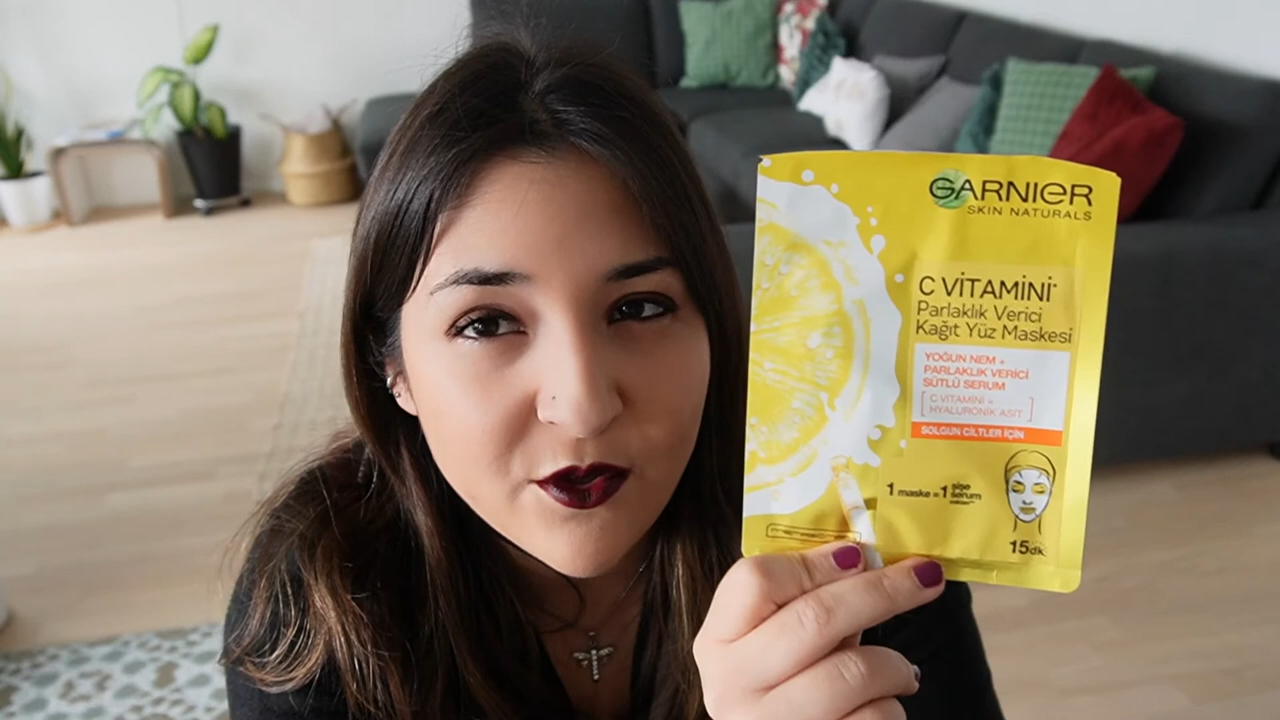 GARNIER
SKIN NATURALS
C VİTAMİNİ*
Parlaklık Verici
Kağıt Yüz Maskesi
YOĞUN NEM +
PARLAKLIK VERİCİ
SÜTLÜ SERUM
[ C VİTAMİNİ +
HYALURONİK ASİT ]
SOLGUN CİLTLER İÇİN
1 maske = 1 şişe serum
15dk.